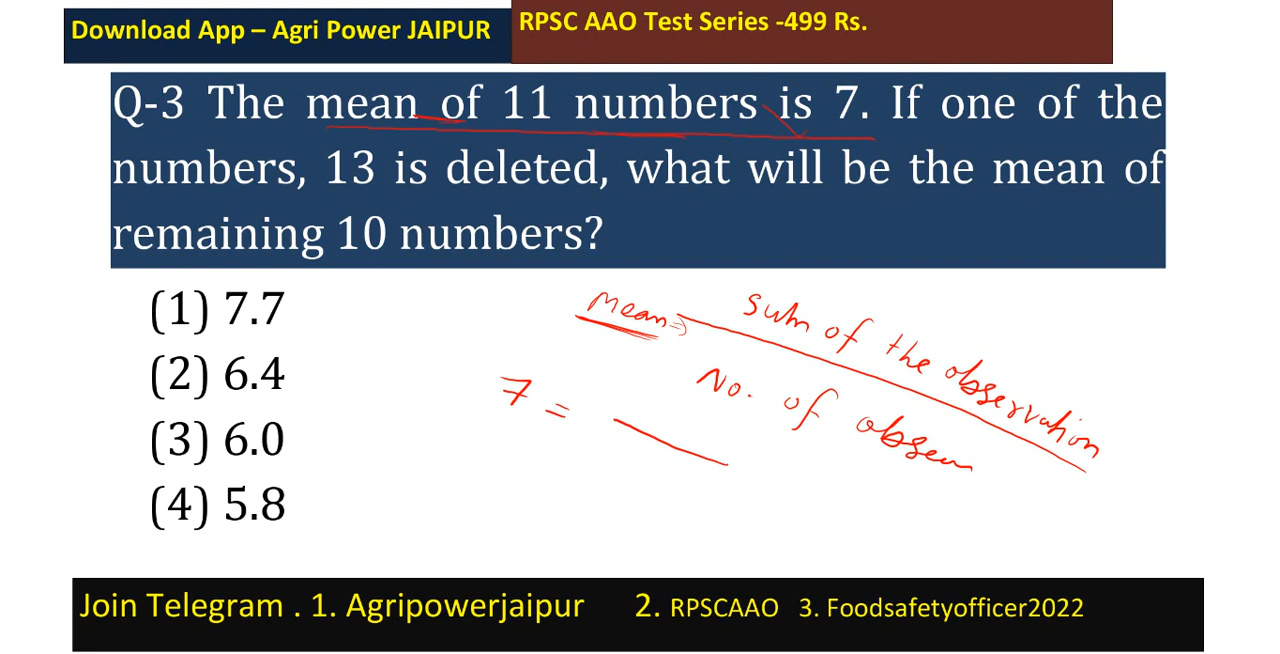 Download App – Agri Power JAIPUR
RPSC AAO Test Series -499 Rs.
Q-3 The mean of 11 numbers is 7. If one of the
numbers, 13 is deleted, what will be the mean of
remaining 10 numbers?
(1) 7.7
(2) 6.4
(3) 6.0
(4) 5.8
Mean ⇒ Sum of the observation
No. of obser
7 =
Join Telegram . 1. Agripowerjaipur 2. RPSCAAO 3. Foodsafetyofficer2022